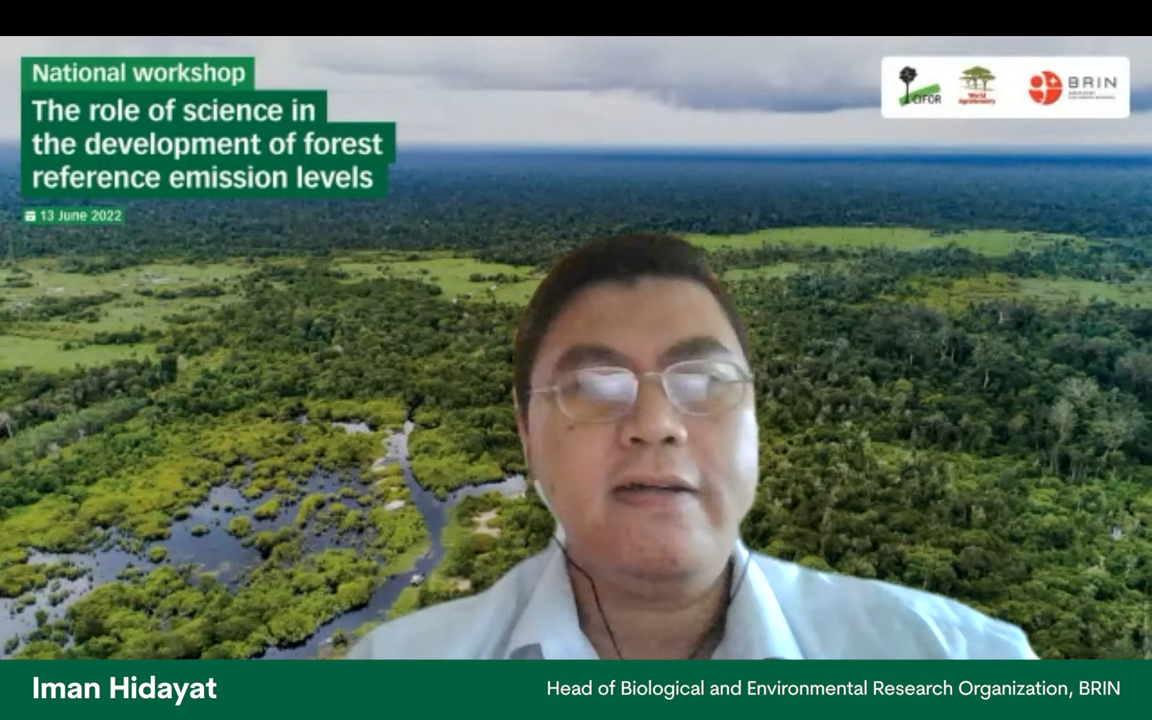 National workshop
The role of science in
the development of forest
reference emission levels
13 June 2022
CIFOR
World
Agroforestry
BRIN
Iman Hidayat
Head of Biological and Environmental Research Organization, BRIN